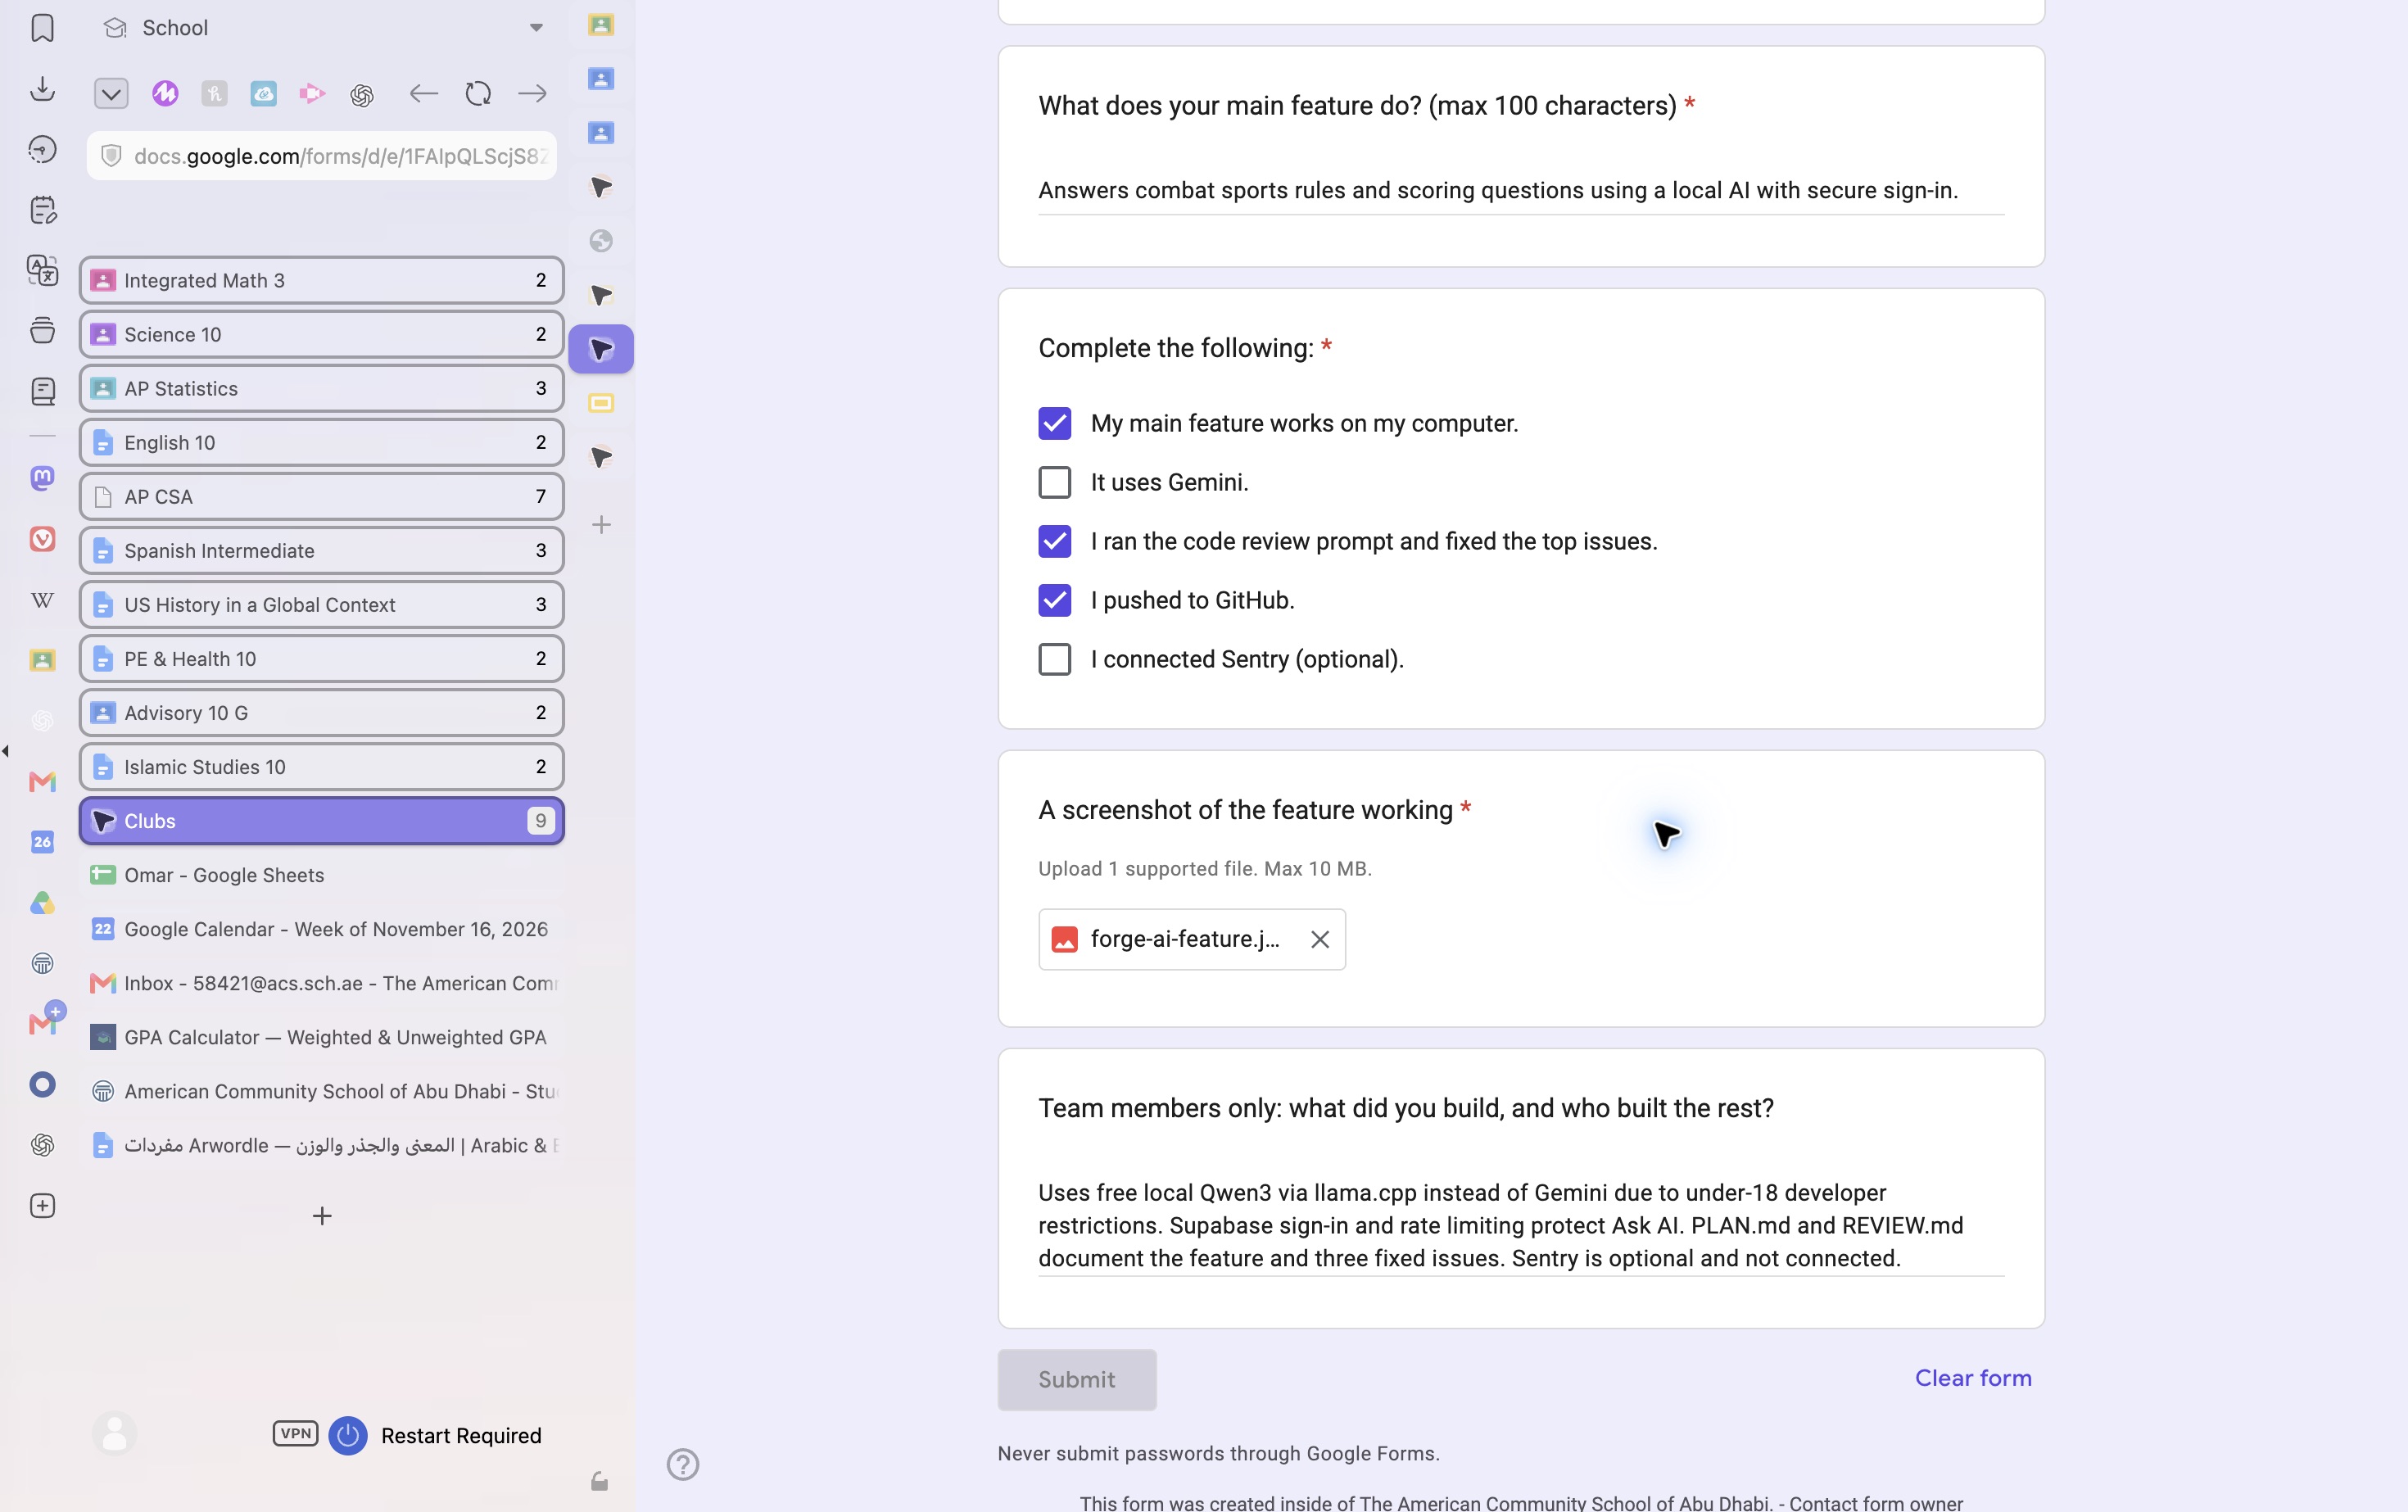 School
docs.google.com/forms/d/e/1FAIpQLScjS8Z
Integrated Math 3 2
Science 10 2
AP Statistics 3
English 10 2
AP CSA 7
Spanish Intermediate 3
US History in a Global Context 3
PE & Health 10 2
Advisory 10 G 2
Islamic Studies 10 2
Clubs 9
Omar - Google Sheets
22 Google Calendar - Week of November 16, 2026
Inbox - 58421@acs.sch.ae - The American Com
GPA Calculator — Weighted & Unweighted GPA
American Community School of Abu Dhabi - Stu
مفردات Arwordle — المعنى والجذر والوزن | Arabic & E
W
26
VPN
Restart Required
What does your main feature do? (max 100 characters) *
Answers combat sports rules and scoring questions using a local AI with secure sign-in.
Complete the following: *
My main feature works on my computer.
It uses Gemini.
I ran the code review prompt and fixed the top issues.
I pushed to GitHub.
I connected Sentry (optional).
A screenshot of the feature working *
Upload 1 supported file. Max 10 MB.
forge-ai-feature.j...
Team members only: what did you build, and who built the rest?
Uses free local Qwen3 via llama.cpp instead of Gemini due to under-18 developer
restrictions. Supabase sign-in and rate limiting protect Ask AI. PLAN.md and REVIEW.md
document the feature and three fixed issues. Sentry is optional and not connected.
Submit
Clear form
Never submit passwords through Google Forms.
This form was created inside of The American Community School of Abu Dhabi. - Contact form owner